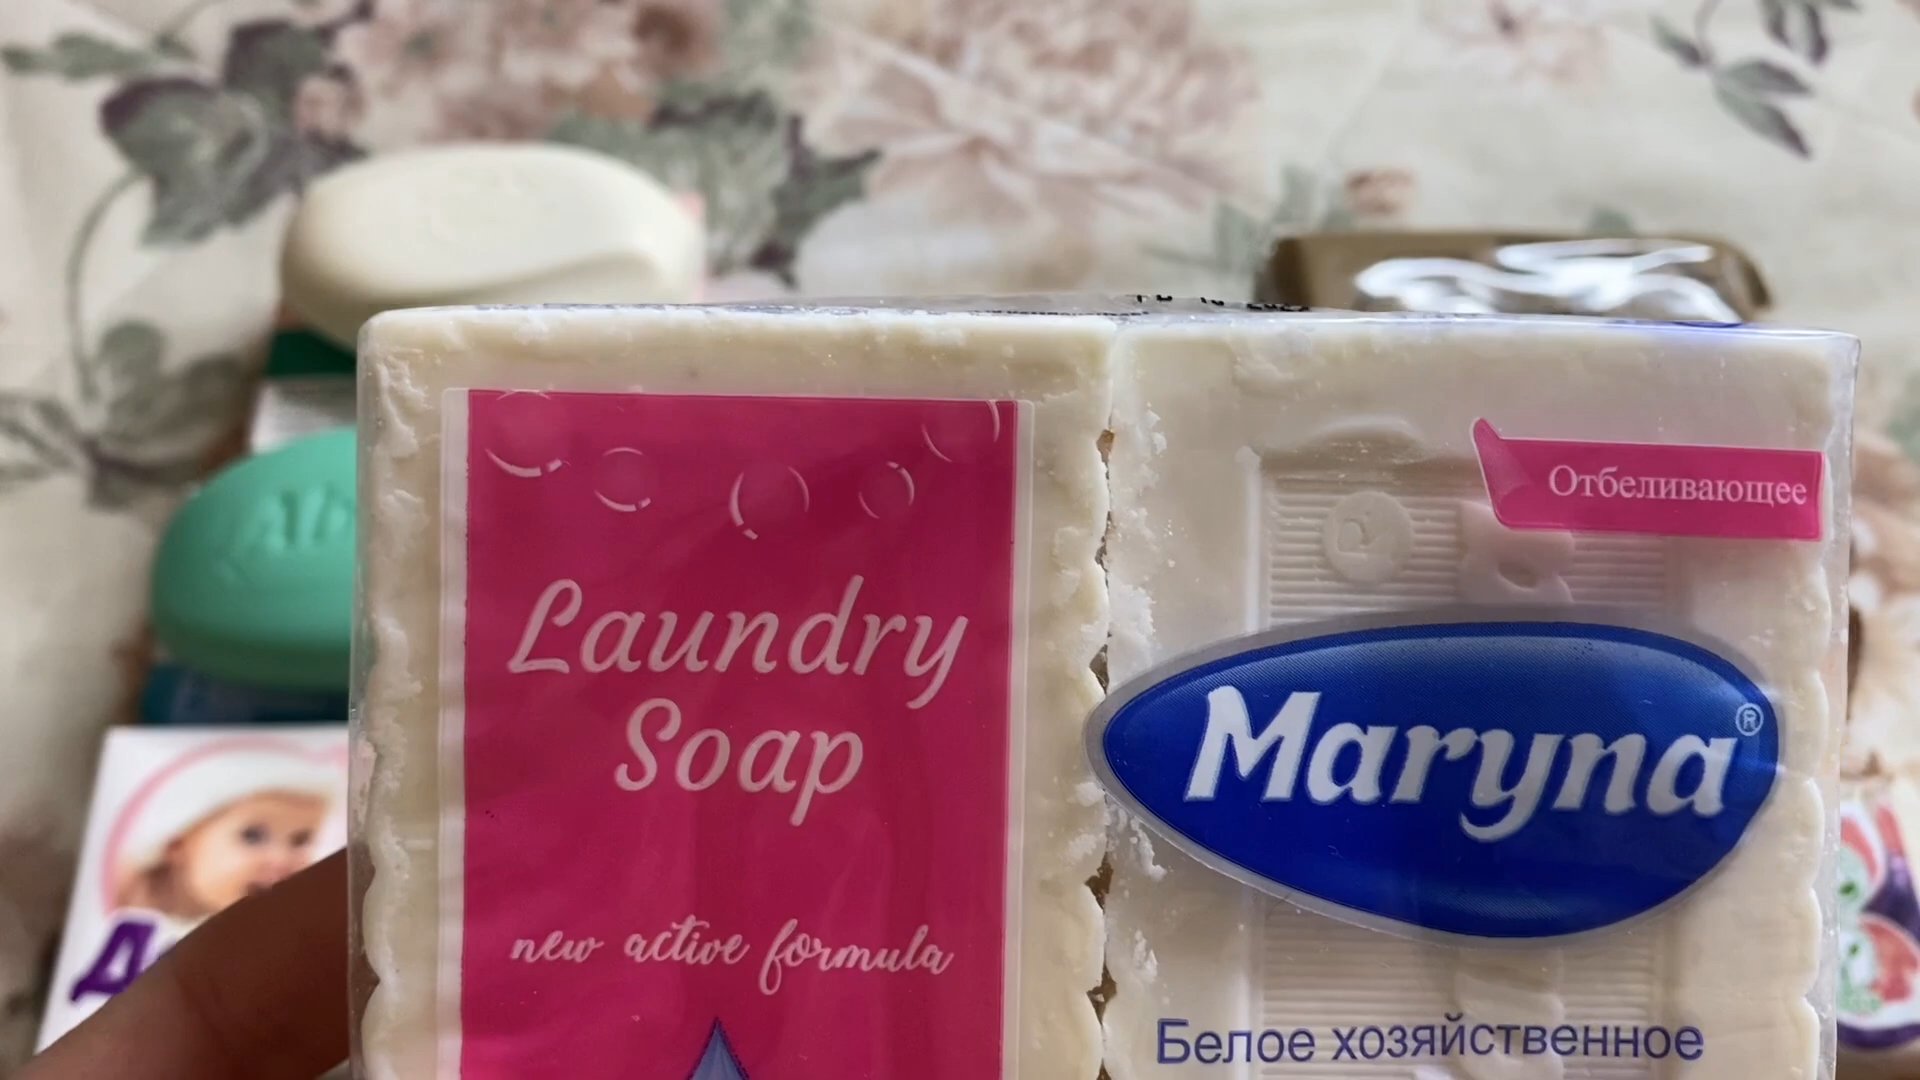 Laundry
Soap
new active formula
Отбеливающее
Maryna®
Белое хозяйственное